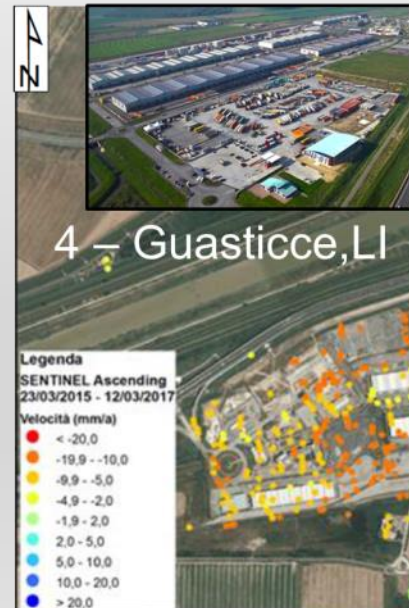 N
4 – Guasticce,LI
Legenda
SENTINEL Ascending
23/03/2015 - 12/03/2017
Velocità (mm/a)
< -20,0
-19,9 - -10,0
-9,9 - -5,0
-4,9 - -2,0
-1,9 - 2,0
2,0 - 5,0
5,0 - 10,0
10,0 - 20,0
> 20,0